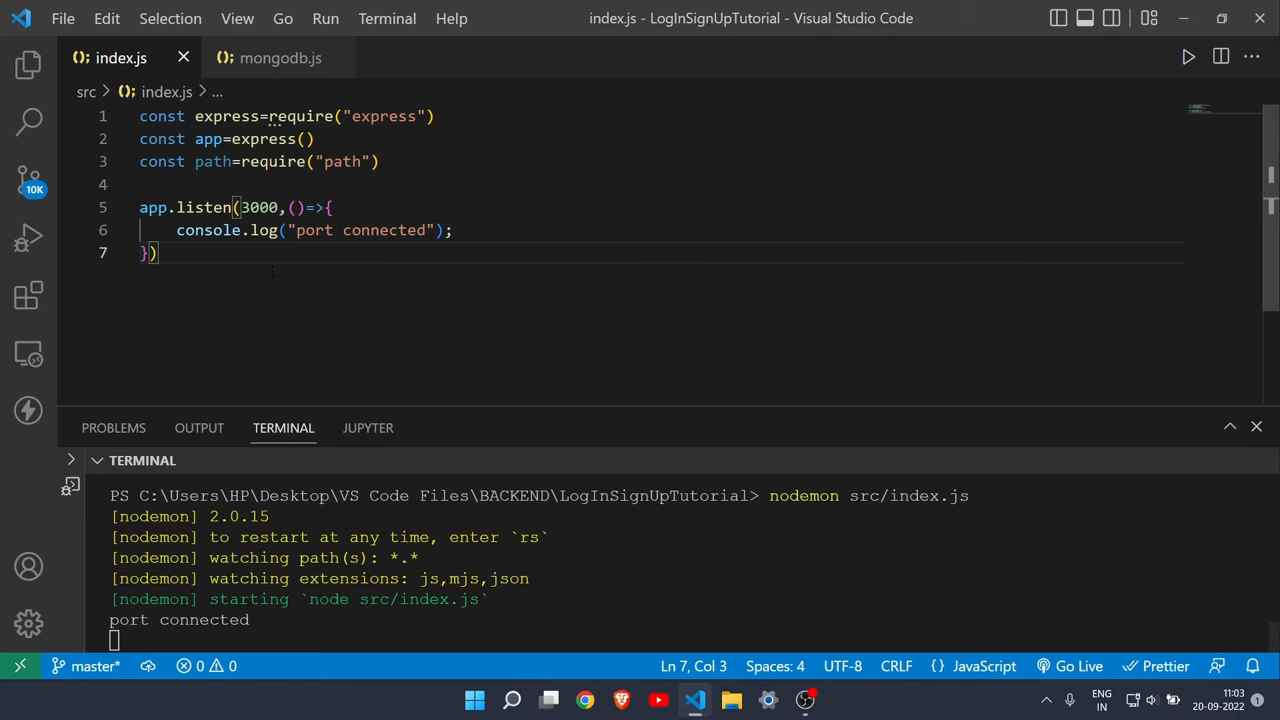 File Edit Selection View Go Run Terminal Help index.js - LogInSignUpTutorial - Visual Studio Code
index.js mongodb.js
src > index.js > ...
1 const express=require("express")
2 const app=express()
3 const path=require("path")
4
5 app.listen(3000,()=>{
6 console.log("port connected");
7 })
10K
PROBLEMS OUTPUT TERMINAL JUPYTER
TERMINAL
PS C:\Users\HP\Desktop\VS Code Files\BACKEND\LogInSignUpTutorial> nodemon src/index.js
[nodemon] 2.0.15
[nodemon] to restart at any time, enter `rs`
[nodemon] watching path(s): *.*
[nodemon] watching extensions: js,mjs,json
[nodemon] starting `node src/index.js`
port connected
master* 0 0 Ln 7, Col 3 Spaces: 4 UTF-8 CRLF {} JavaScript Go Live Prettier
ENG 11:03
IN 20-09-2022 1